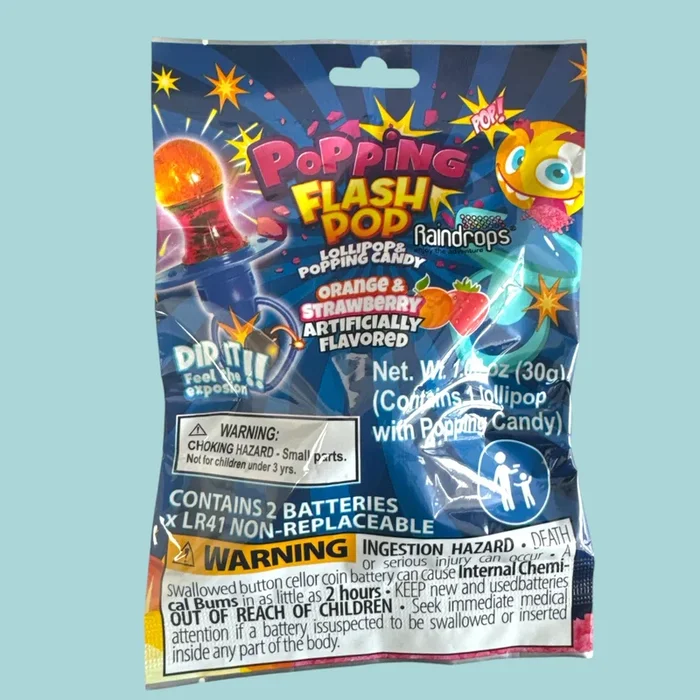 POP!
POPPING
FLASH
POP
Raindrops
LOLLIPOP &
POPPING CANDY
ORANGE &
STRAWBERRY
ARTIFICIALLY
FLAVORED
DIP IT!!
Feel the
exposion
Net. Wt. oz (30g)
(Contains 1 lollipop
with Popping Candy)
WARNING:
CHOKING HAZARD - Small parts.
Not for children under 3 yrs.
CONTAINS 2 BATTERIES
x LR41 NON-REPLACEABLE
WARNING INGESTION HAZARD • DEATH
or serious injury can occur • A
Swallowed button cellor coin battery can cause Internal Chemi-
cal Bums in as little as 2 hours • KEEP new and usedbatteries
OUT OF REACH OF CHILDREN • Seek immediate medical
attention if a battery issuspected to be swallowed or inserted
inside any part of the body.